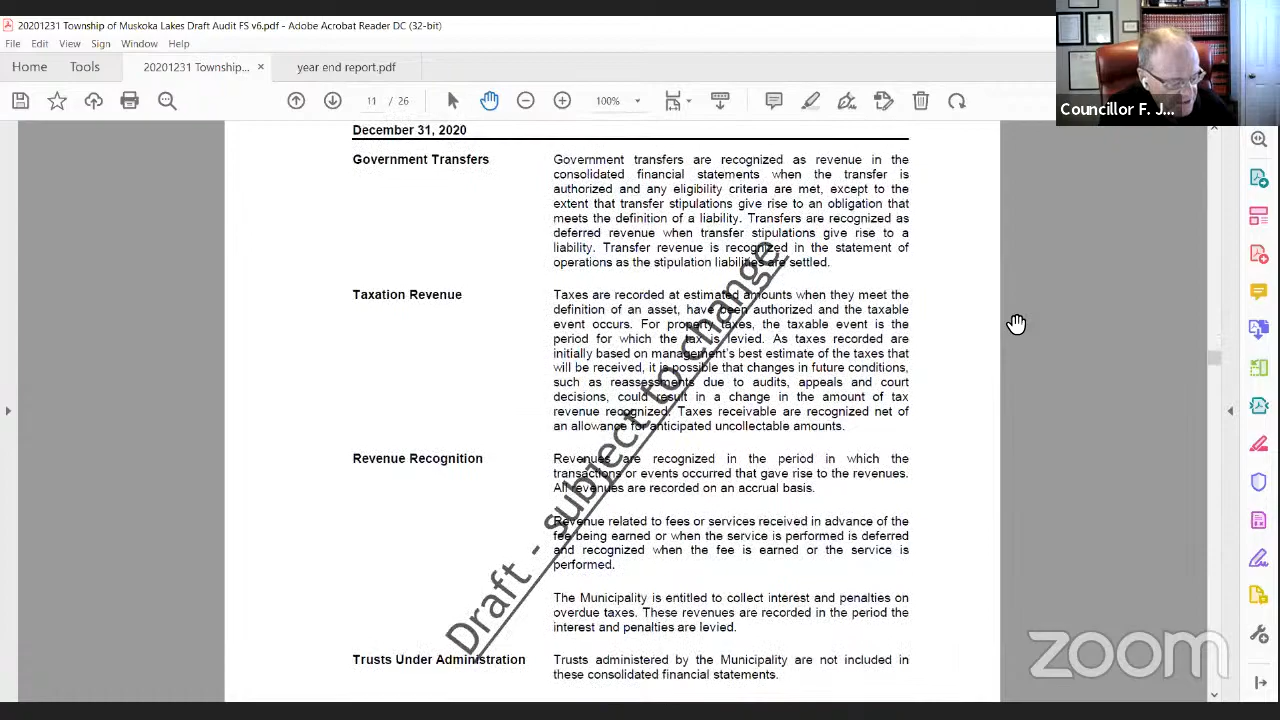 20201231 Township of Muskoka Lakes Draft Audit FS v6.pdf - Adobe Acrobat Reader DC (32-bit)
File Edit View Sign Window Help
Home Tools 20201231 Township... × year end report.pdf
11 / 26 100%
Councillor F. J...
December 31, 2020
Government Transfers
Government transfers are recognized as revenue in the
consolidated financial statements when the transfer is
authorized and any eligibility criteria are met, except to the
extent that transfer stipulations give rise to an obligation that
meets the definition of a liability. Transfers are recognized as
deferred revenue when transfer stipulations give rise to a
liability. Transfer revenue is recognized in the statement of
operations as the stipulation liabilities are settled.
Taxation Revenue
Taxes are recorded at estimated amounts when they meet the
definition of an asset, have been authorized and the taxable
event occurs. For property taxes, the taxable event is the
period for which the tax is levied. As taxes recorded are
initially based on management's best estimate of the taxes that
will be received, it is possible that changes in future conditions,
such as reassessments due to audits, appeals and court
decisions, could result in a change in the amount of tax
revenue recognized. Taxes receivable are recognized net of
an allowance for anticipated uncollectable amounts.
Revenue Recognition
Revenues are recognized in the period in which the
transactions or events occurred that gave rise to the revenues.
All revenues are recorded on an accrual basis.
Revenue related to fees or services received in advance of the
fee being earned or when the service is performed is deferred
and recognized when the fee is earned or the service is
performed.
The Municipality is entitled to collect interest and penalties on
overdue taxes. These revenues are recorded in the period the
interest and penalties are levied.
Trusts Under Administration
Trusts administered by the Municipality are not included in
these consolidated financial statements.
Draft - subject to change
zoom